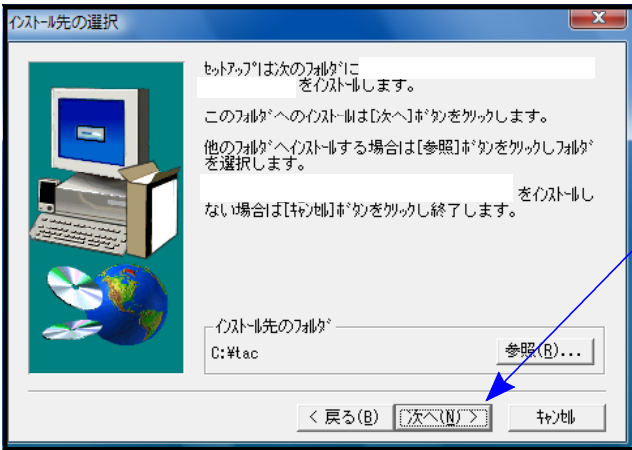 インストール先の選択
セットアップは次のフォルダに
をインストールします。
このフォルダへのインストールは[次へ]ボタンをクリックします。
他のフォルダへインストールする場合は[参照]ボタンをクリックしフォルダ
を選択します。
をインストールし
ない場合は[キャンセル]ボタンをクリックし終了します。
インストール先のフォルダ
C:¥tac
参照(R)...
< 戻る(B) 次へ(N) > キャンセル